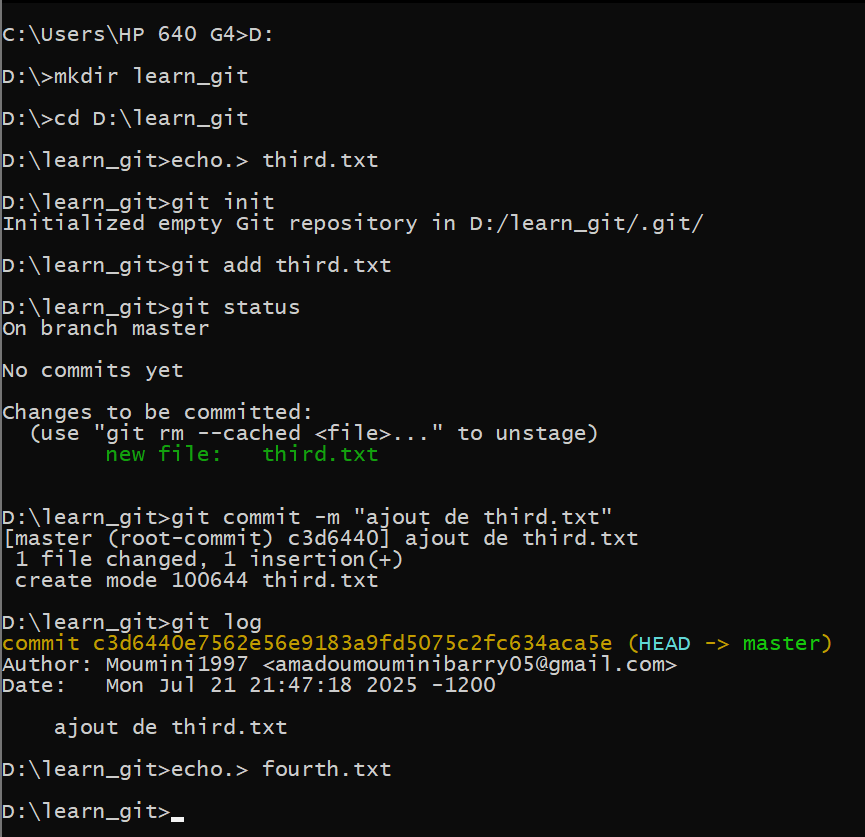 C:\Users\HP 640 G4>D:
D:\>mkdir learn_git
D:\>cd D:\learn_git
D:\learn_git>echo.> third.txt
D:\learn_git>git init
Initialized empty Git repository in D:/learn_git/.git/
D:\learn_git>git add third.txt
D:\learn_git>git status
On branch master
No commits yet
Changes to be committed:
  (use "git rm --cached <file>..." to unstage)
        new file:   third.txt
D:\learn_git>git commit -m "ajout de third.txt"
[master (root-commit) c3d6440] ajout de third.txt
 1 file changed, 1 insertion(+)
 create mode 100644 third.txt
D:\learn_git>git log
commit c3d6440e7562e56e9183a9fd5075c2fc634aca5e (HEAD -> master)
Author: Moumini1997 <amadoumouminibarry05@gmail.com>
Date:   Mon Jul 21 21:47:18 2025 -1200
    ajout de third.txt
D:\learn_git>echo.> fourth.txt
D:\learn_git>